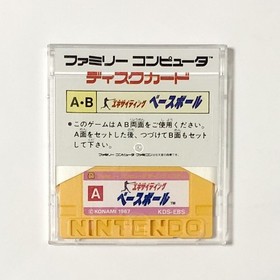 ファミリー コンピュータ™
ディスクカード
A・B エキサイティング ベースボール
●このゲームはAB両面をご使用ください。
A面をセットした後、つづけてB面もセット
して下さい。
A エキサイティング
ベースボール™
©KONAMI 1987 KDS-EBS
NINTENDO